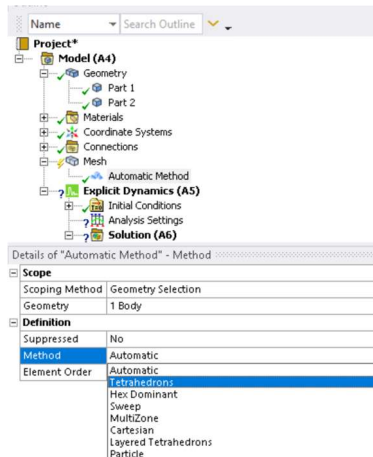 Name Search Outline
Project*
Model (A4)
Geometry
Part 1
Part 2
Materials
Coordinate Systems
Connections
Mesh
Automatic Method
Explicit Dynamics (A5)
Initial Conditions
Analysis Settings
Solution (A6)
Details of "Automatic Method" - Method
Scope
Scoping Method Geometry Selection
Geometry 1 Body
Definition
Suppressed No
Method Automatic
Element Order Automatic
Tetrahedrons
Hex Dominant
Sweep
MultiZone
Cartesian
Layered Tetrahedrons
Particle